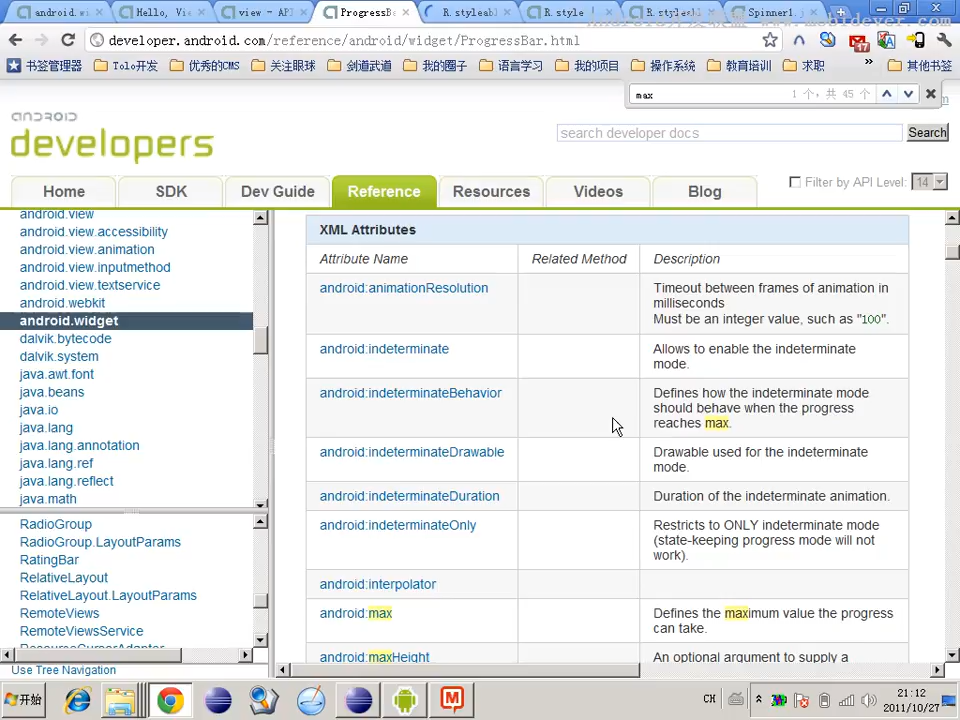 android.wi
Hello, Vie
view - API
ProgressBa
R.styleabl
R.style |
R.styleabl
Spinner1.j
developer.android.com/reference/android/widget/ProgressBar.html
17
书签管理器
Tolo开发
优秀的CMS
关注眼球
剑道武道
我的圈子
语言学习
我的项目
操作系统
教育培训
求职
»
其他书签
max
1 个，共 45 个
ANDROID
developers
search developer docs
Search
Home
SDK
Dev Guide
Reference
Resources
Videos
Blog
Filter by API Level:
14
android.view
android.view.accessibility
android.view.animation
android.view.inputmethod
android.view.textservice
android.webkit
android.widget
dalvik.bytecode
dalvik.system
java.awt.font
java.beans
java.io
java.lang
java.lang.annotation
java.lang.ref
java.lang.reflect
java.math
RadioGroup
RadioGroup.LayoutParams
RatingBar
RelativeLayout
RelativeLayout.LayoutParams
RemoteViews
RemoteViewsService
ResourceCursorAdapter
Use Tree Navigation
XML Attributes
Attribute Name
Related Method
Description
android:animationResolution
Timeout between frames of animation in
milliseconds
Must be an integer value, such as "100".
android:indeterminate
Allows to enable the indeterminate
mode.
android:indeterminateBehavior
Defines how the indeterminate mode
should behave when the progress
reaches max.
android:indeterminateDrawable
Drawable used for the indeterminate
mode.
android:indeterminateDuration
Duration of the indeterminate animation.
android:indeterminateOnly
Restricts to ONLY indeterminate mode
(state-keeping progress mode will not
work).
android:interpolator
android:max
Defines the maximum value the progress
can take.
android:maxHeight
An optional argument to supply a
开始
CH
21:12
2011/10/27